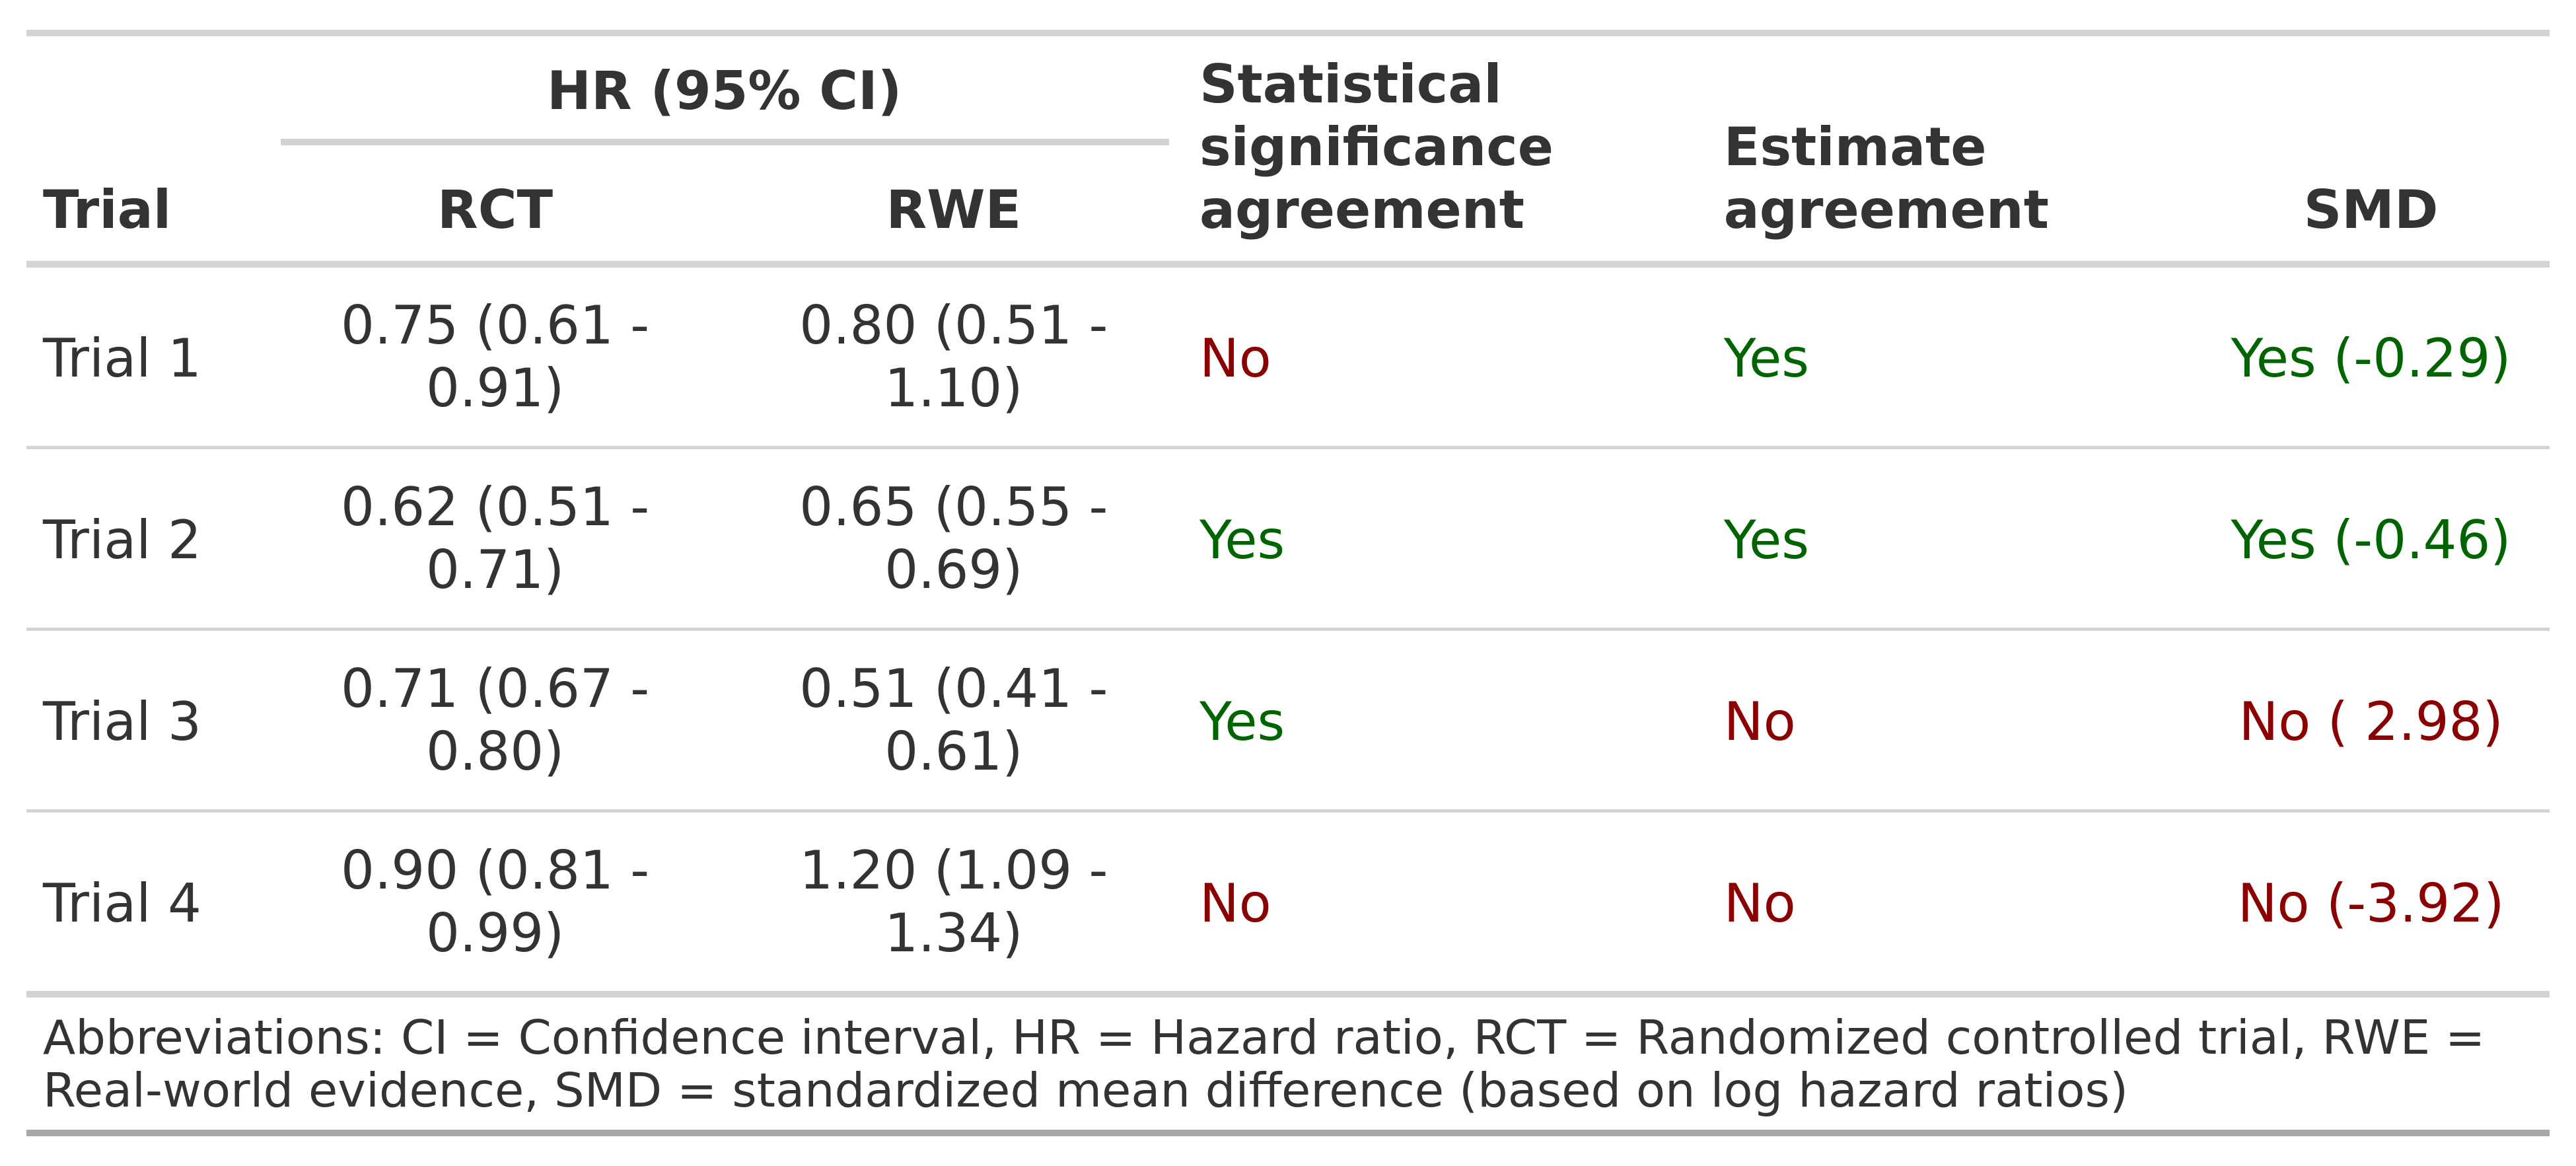 HR (95% CI)
Statistical
significance
agreement
Estimate
agreement
Trial
RCT
RWE
SMD
Trial 1
0.75 (0.61 -
0.91)
0.80 (0.51 -
1.10)
No
Yes
Yes (-0.29)
Trial 2
0.62 (0.51 -
0.71)
0.65 (0.55 -
0.69)
Yes
Yes
Yes (-0.46)
Trial 3
0.71 (0.67 -
0.80)
0.51 (0.41 -
0.61)
Yes
No
No ( 2.98)
Trial 4
0.90 (0.81 -
0.99)
1.20 (1.09 -
1.34)
No
No
No (-3.92)
Abbreviations: CI = Confidence interval, HR = Hazard ratio, RCT = Randomized controlled trial, RWE =
Real-world evidence, SMD = standardized mean difference (based on log hazard ratios)